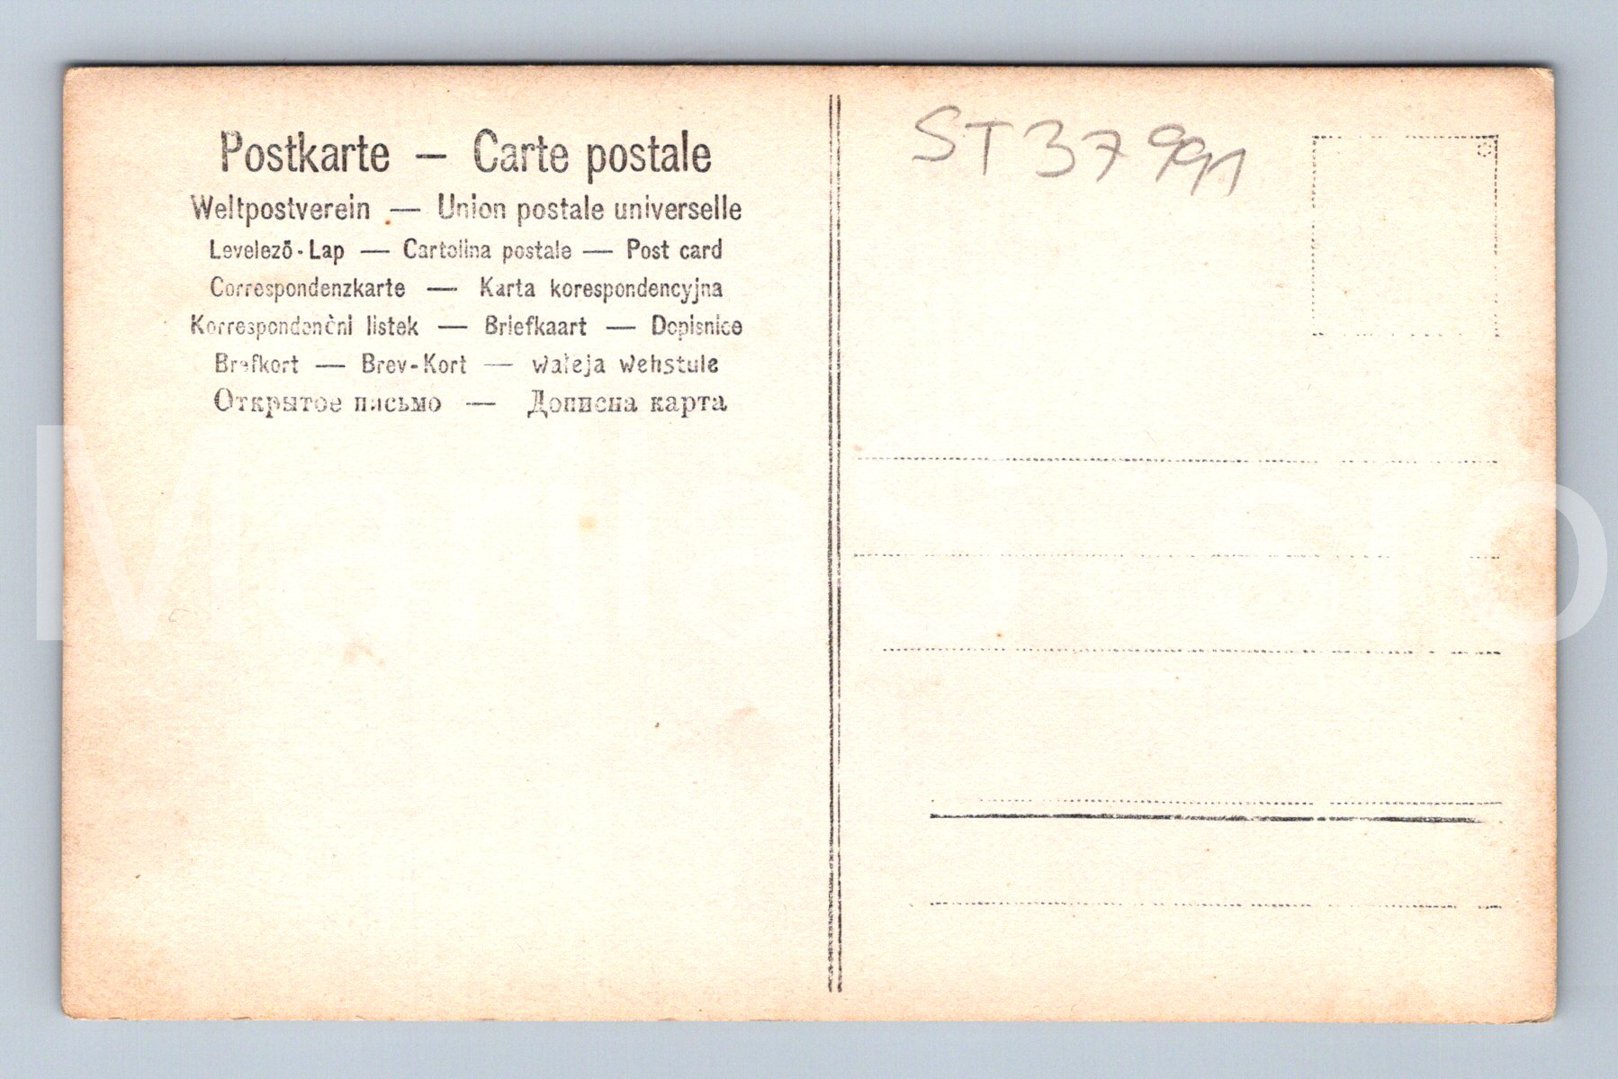 Postkarte — Carte postale
Weltpostverein — Union postale universelle
Levelező-Lap — Cartolina postale — Post card
Correspondenzkarte — Karta korespondencyjna
Korrespondenčni listek — Briefkaart — Dopisnice
Brefkort — Brev-Kort — waleja wehstule
Открытое письмо — Дописна карта
ST37991